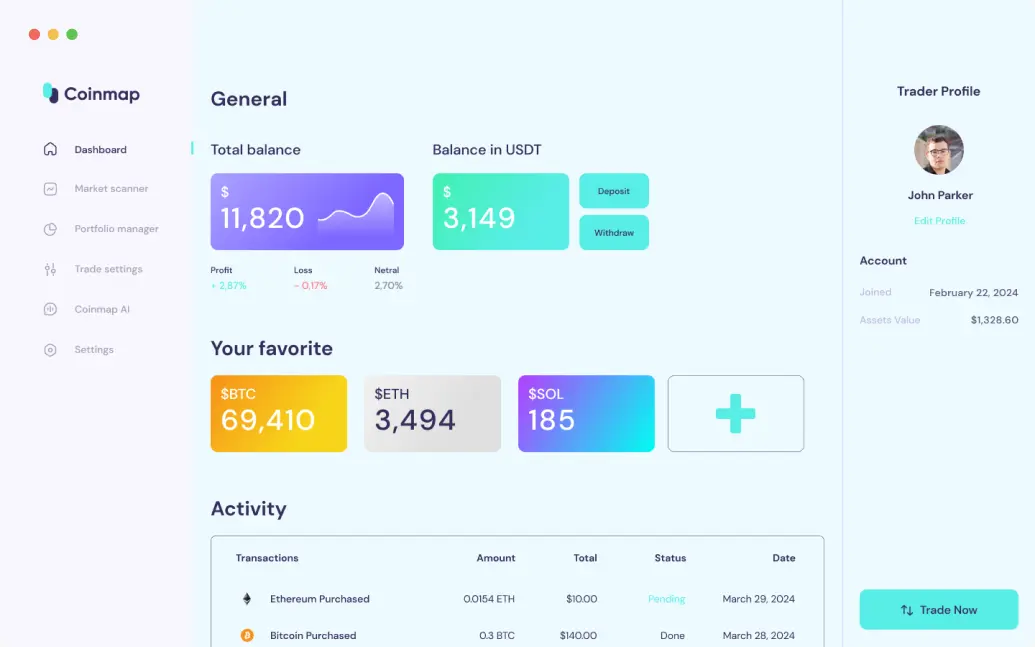 Coinmap
Dashboard
Market scanner
Portfolio manager
Trade settings
Coinmap AI
Settings
General
Total balance
$
11,820
Profit Loss Netral
+ 2,87% - 0,17% 2,70%
Balance in USDT
$
3,149
Deposit
Withdraw
Your favorite
$BTC
69,410
$ETH
3,494
$SOL
185
Activity
Transactions Amount Total Status Date
Ethereum Purchased 0.0154 ETH $10.00 Pending March 29, 2024
Bitcoin Purchased 0.3 BTC $140.00 Done March 28, 2024
Trader Profile
John Parker
Edit Profile
Account
Joined February 22, 2024
Assets Value $1,328.60
Trade Now